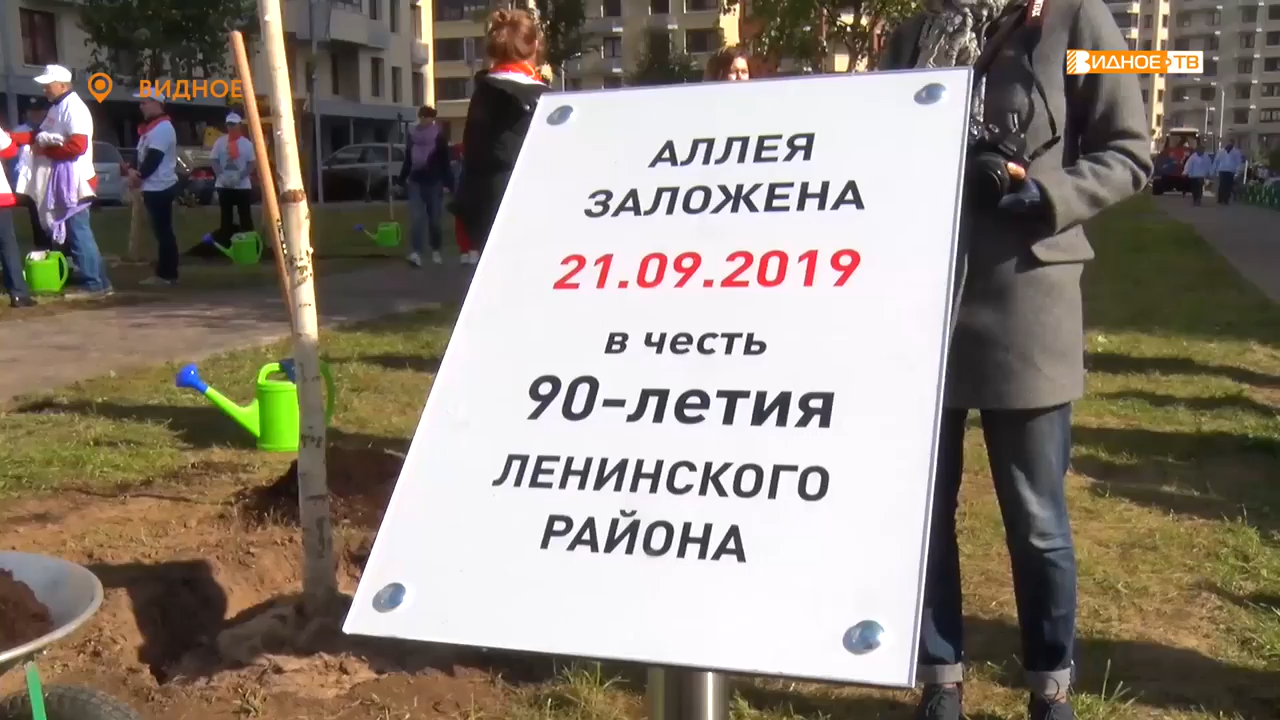 ВИДНОЕ
ВИДНОЕ ТВ
АЛЛЕЯ
ЗАЛОЖЕНА
21.09.2019
в честь
90-летия
ЛЕНИНСКОГО
РАЙОНА